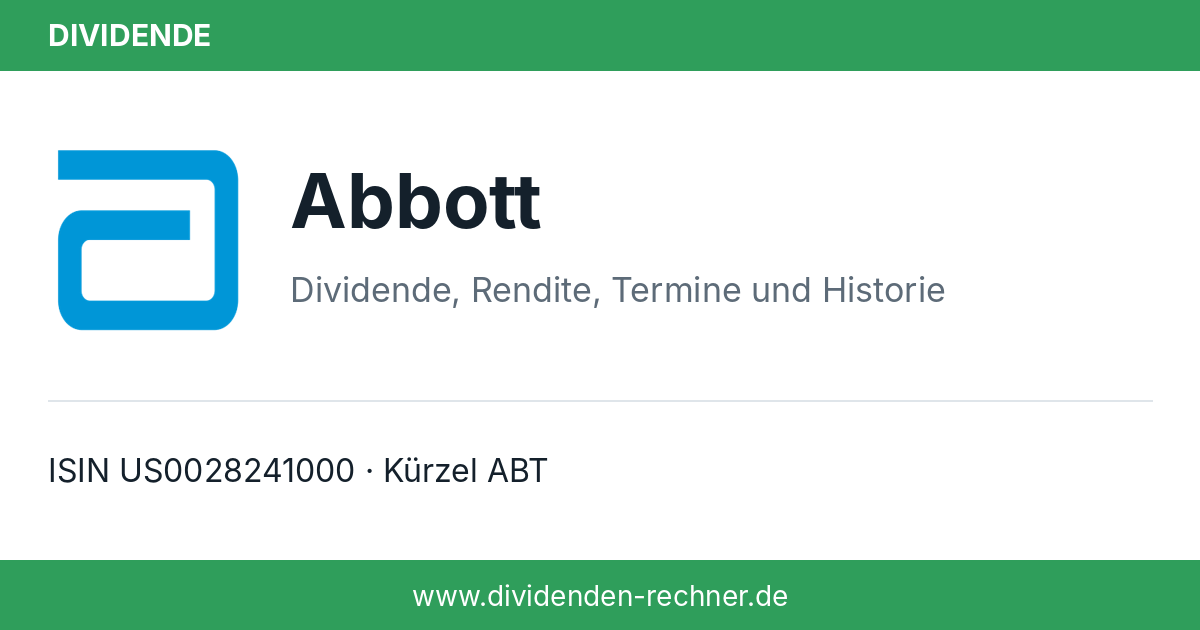 DIVIDENDE
Abbott
Dividende, Rendite, Termine und Historie
ISIN US0028241000 · Kürzel ABT
www.dividenden-rechner.de